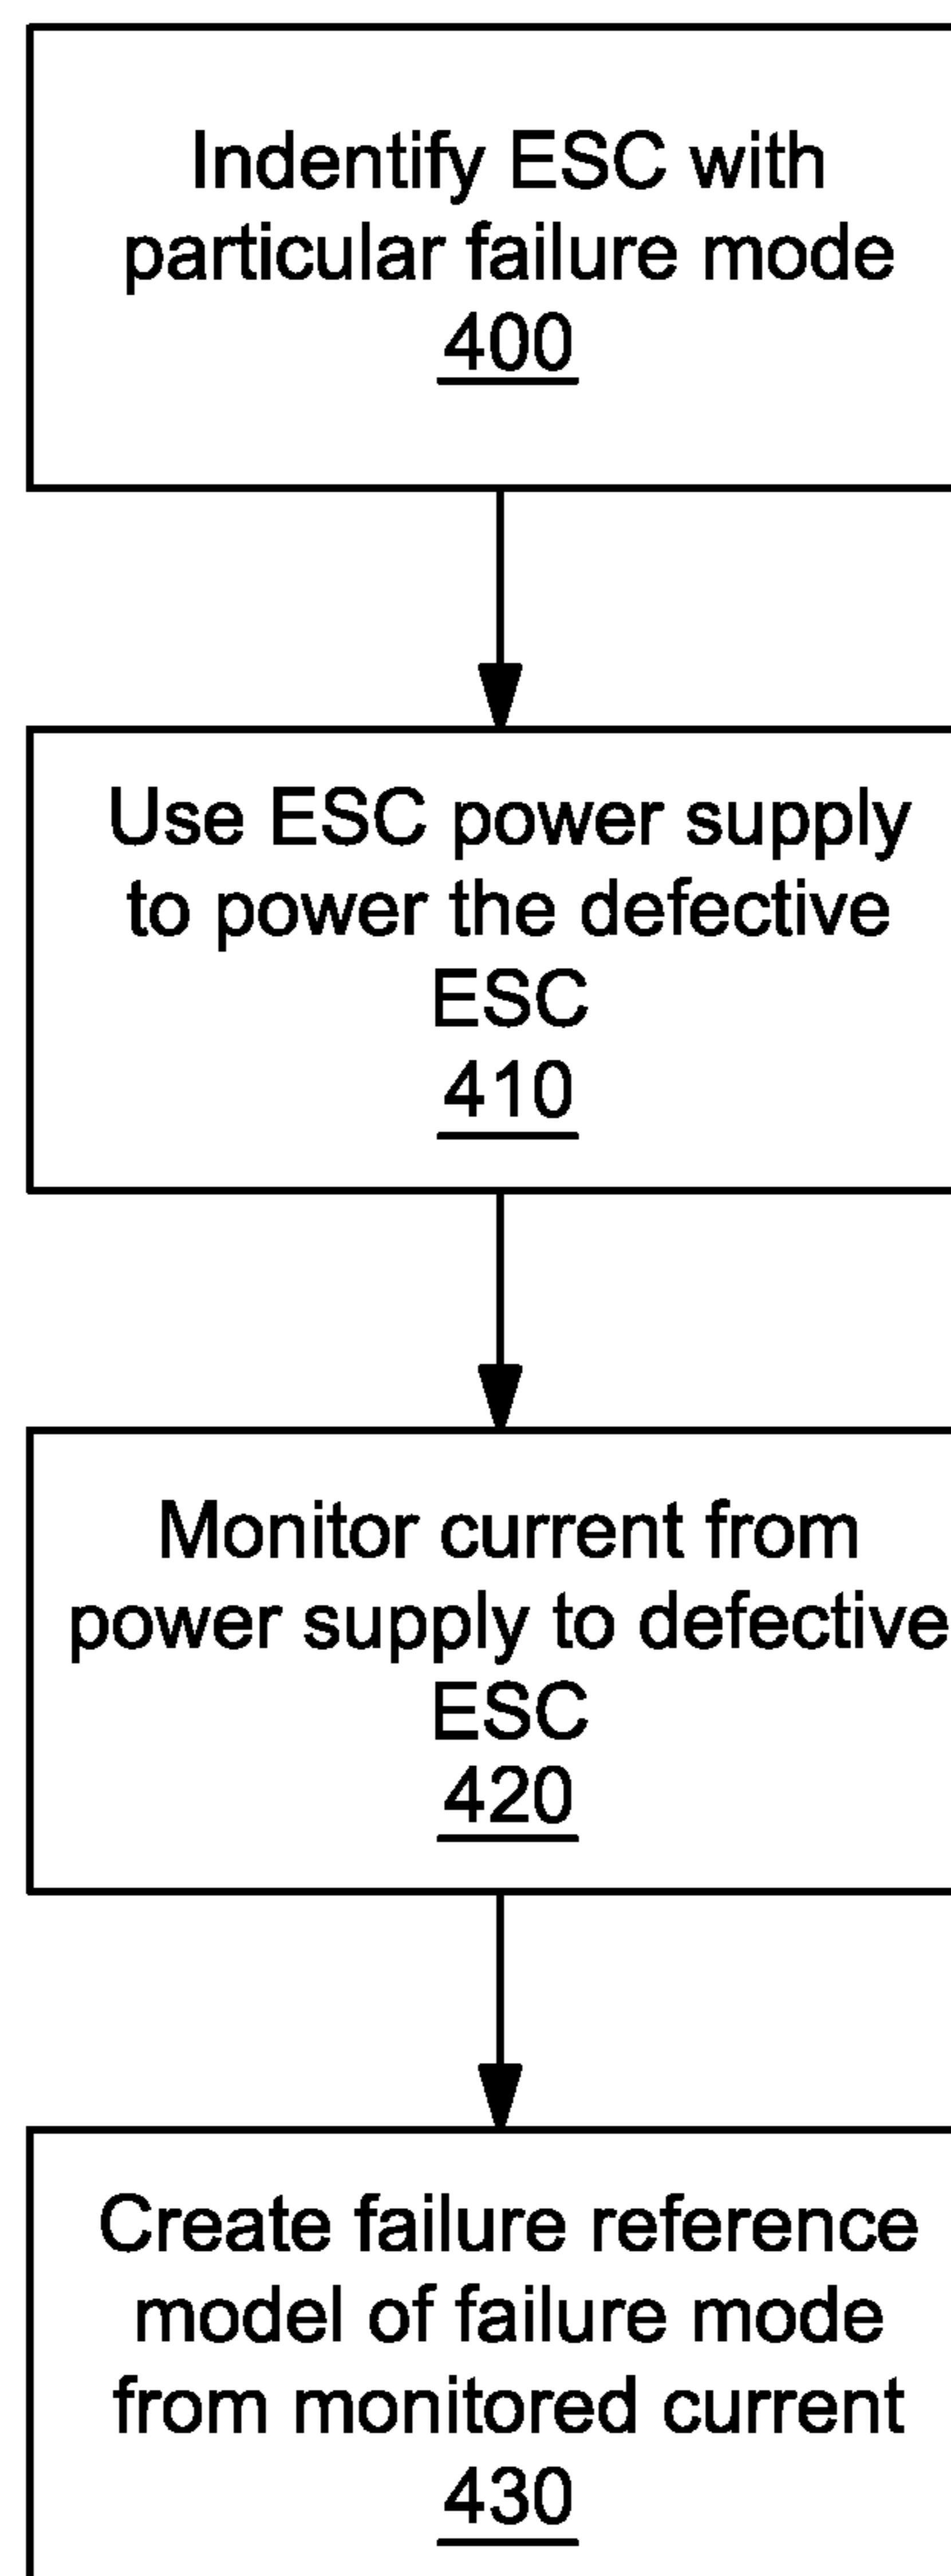 Indentify ESC with
particular failure mode
400
Use ESC power supply
to power the defective
ESC
410
Monitor current from
power supply to defective
ESC
420
Create failure reference
model of failure mode
from monitored current
430